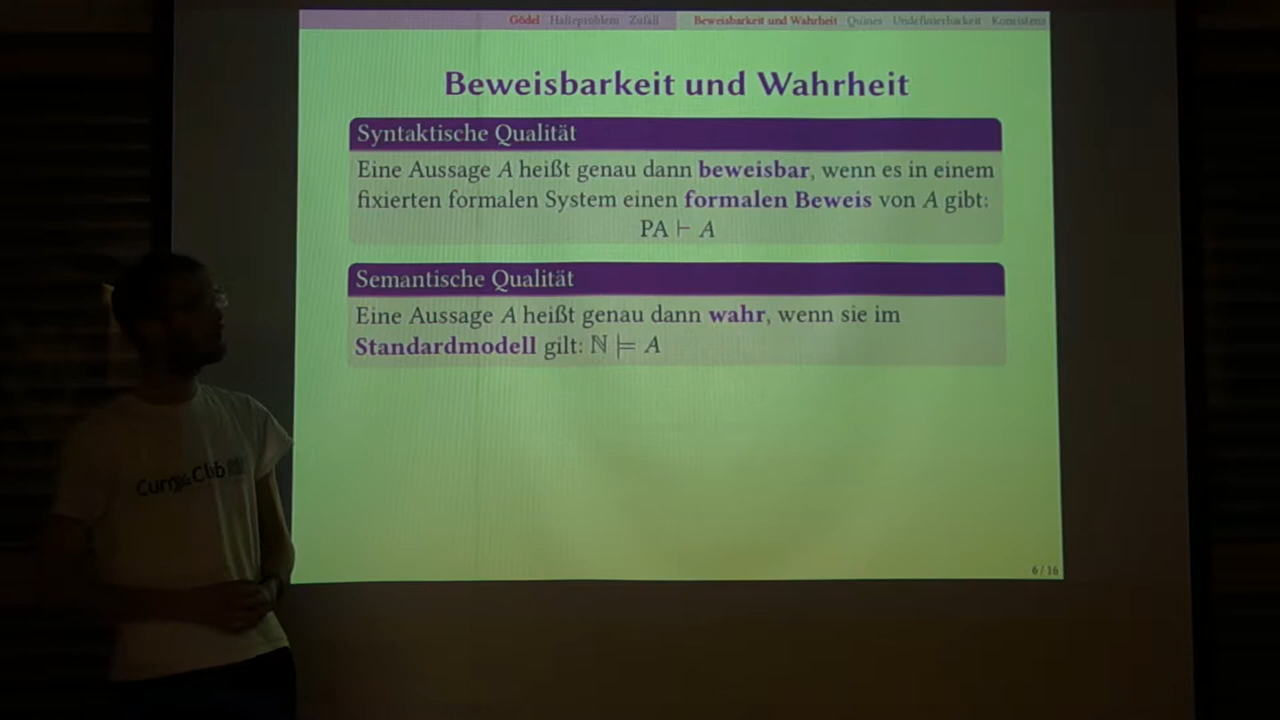 Gödel Halteproblem Zufall Beweisbarkeit und Wahrheit Quines Undefinierbarkeit Konsistenz
Beweisbarkeit und Wahrheit
Syntaktische Qualität
Eine Aussage A heißt genau dann beweisbar, wenn es in einem
fixierten formalen System einen formalen Beweis von A gibt:
PA ⊢ A
Semantische Qualität
Eine Aussage A heißt genau dann wahr, wenn sie im
Standardmodell gilt: ℕ ⊨ A
6 / 16